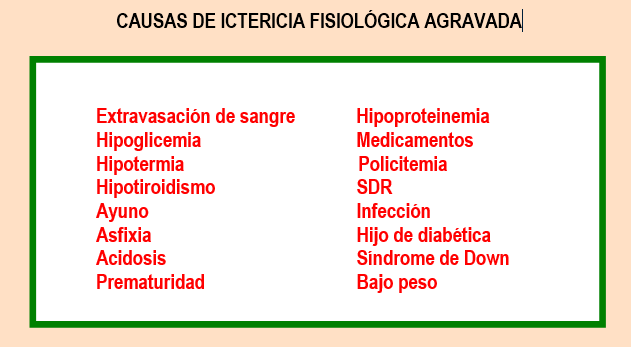 CAUSAS DE ICTERICIA FISIOLÓGICA AGRAVADA
Extravasación de sangre
Hipoglicemia
Hipotermia
Hipotiroidismo
Ayuno
Asfixia
Acidosis
Prematuridad
Hipoproteinemia
Medicamentos
Policitemia
SDR
Infección
Hijo de diabética
Síndrome de Down
Bajo peso